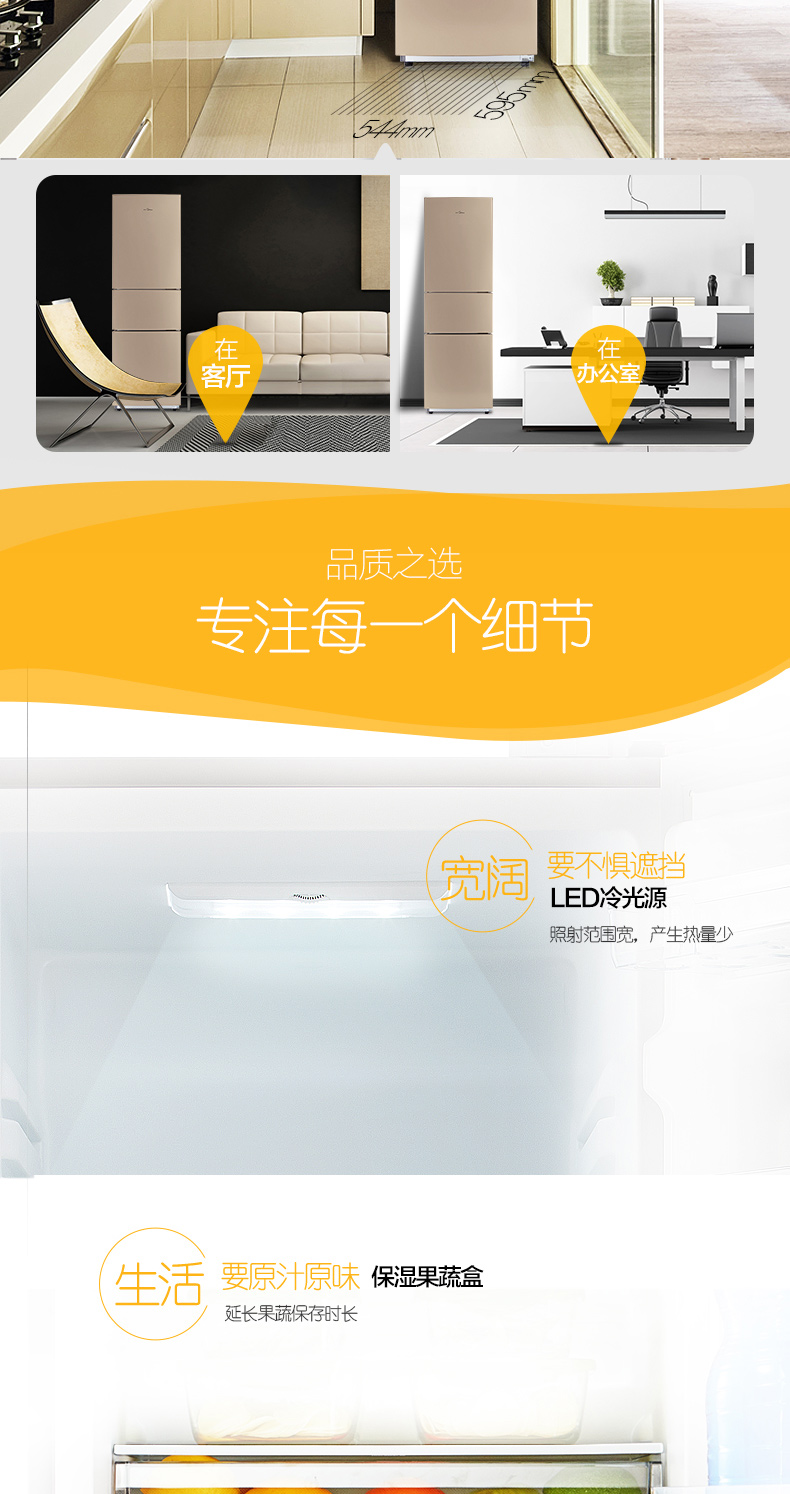 595mm
544mm
在
客厅
在
办公室
品质之选
专注每一个细节
宽阔
要不惧遮挡
LED冷光源
照射范围宽，产生热量少
生活
要原汁原味 保湿果蔬盒
延长果蔬保存时长